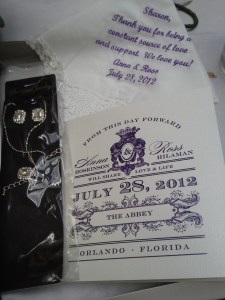 Sharon,
Thank you for being a
constant source of love
and support. We love you!
Anna & Ross
July 28, 2012
FROM THIS DAY FORWARD
Anna & Ross
HOSKINSON HILAMAN
WILL SHARE LOVE & LIFE
JULY 28, 2012
THE ABBEY
ORLANDO • FLORIDA